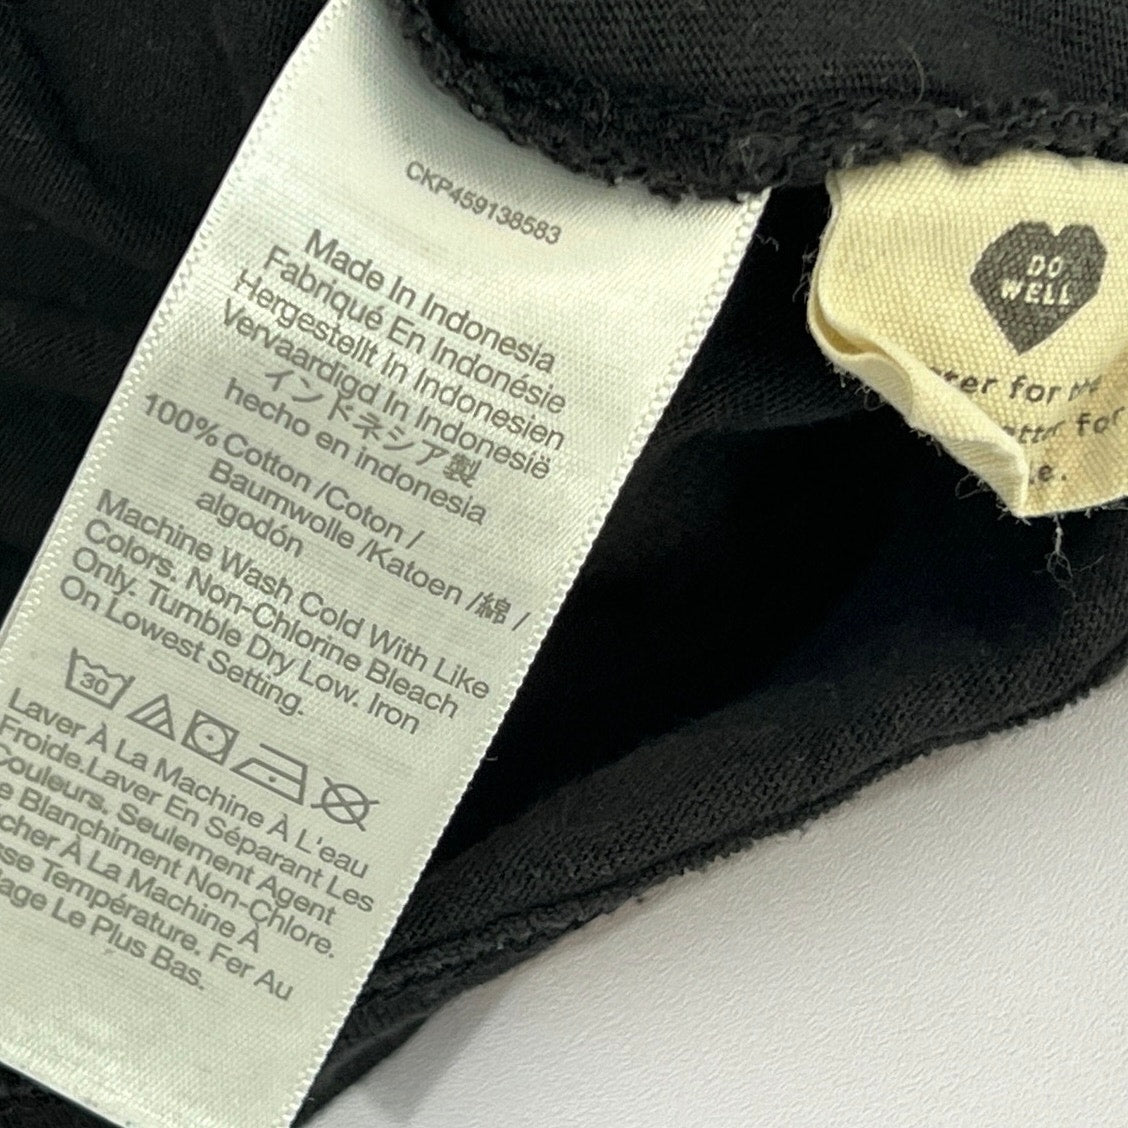 CKP459138583
Made In Indonesia
Fabriqué En Indonésie
Hergestellt In Indonesien
Vervaardigd In Indonesië
インドネシア製
hecho en indonesia
100% Cotton /Coton /
Baumwolle /Katoen /綿 /
algodón
Machine Wash Cold With Like
Colors. Non-Chlorine Bleach
Only. Tumble Dry Low. Iron
On Lowest Setting.
30
Laver À La Machine À L'eau
Froide.Laver En Séparant Les
Couleurs. Seulement Agent
Blanchiment Non-Chlore.
À La Machine À
Température. Fer Au
Le Plus Bas.
DO
WELL
for
for